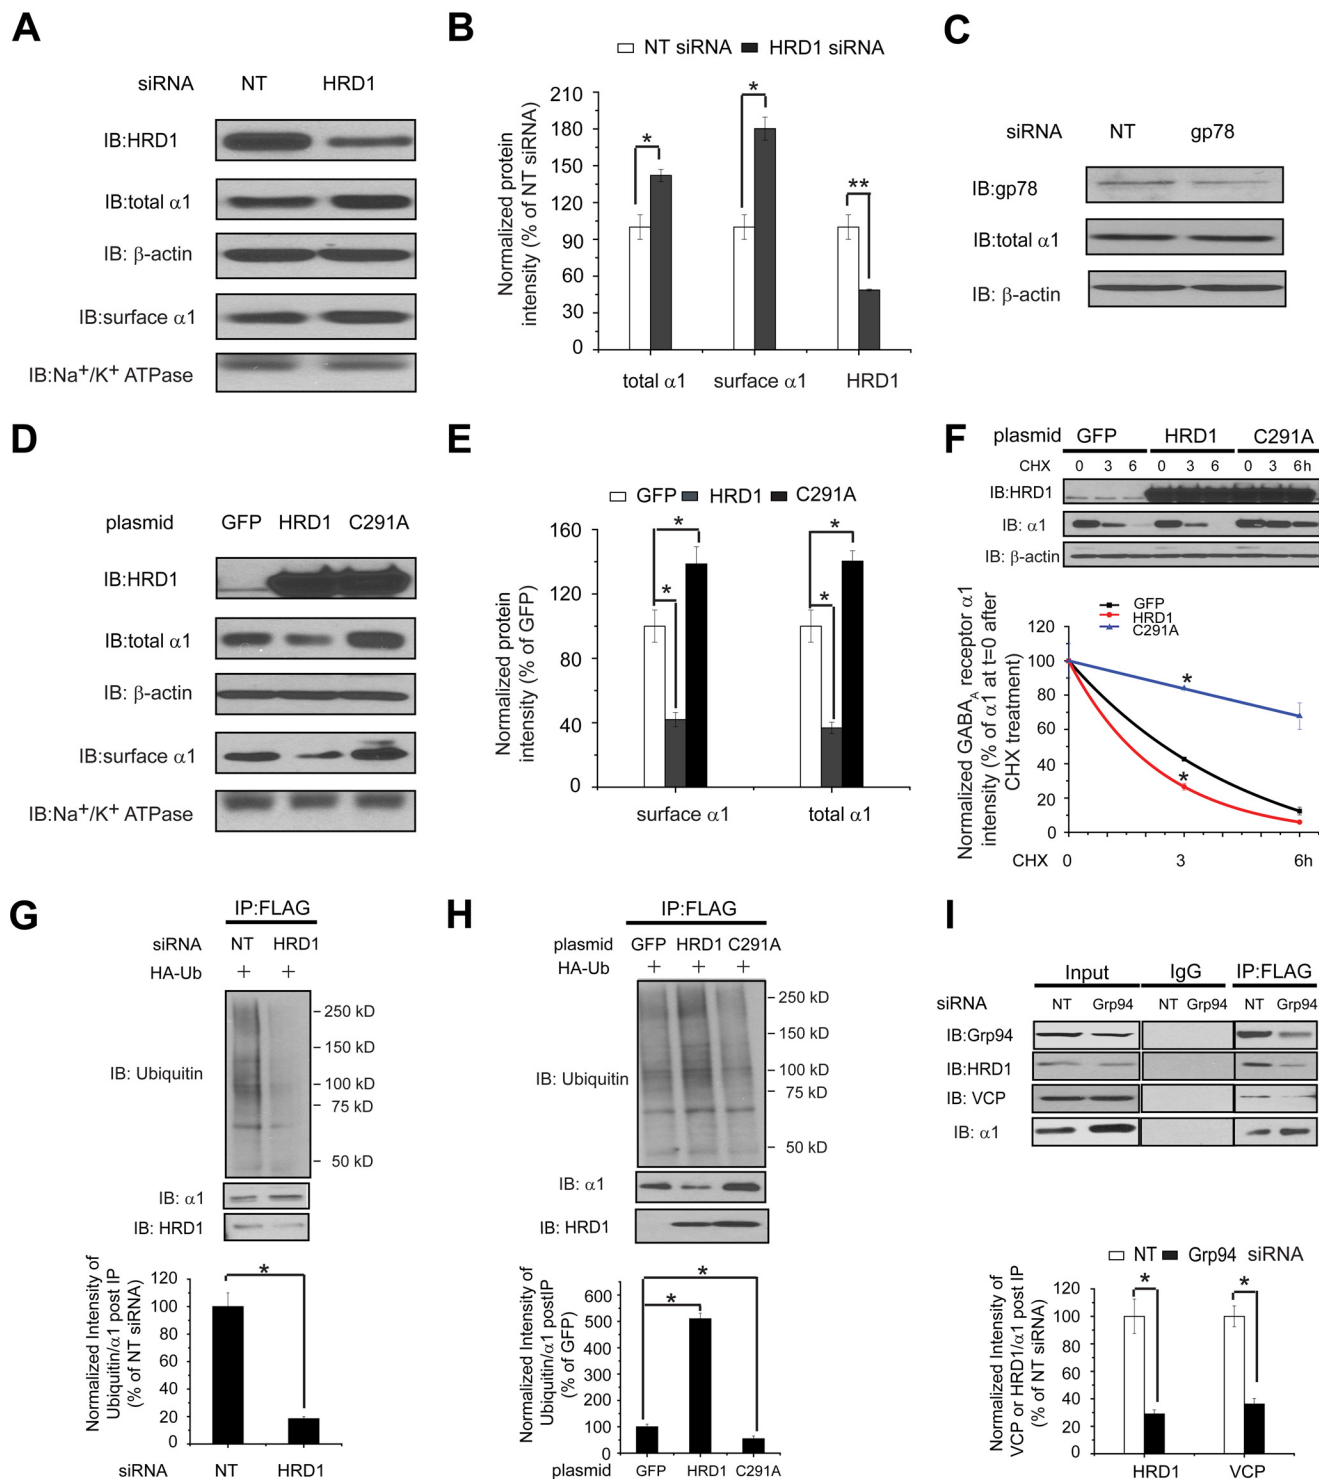 A
siRNA NT HRD1
IB:HRD1
IB:total α1
IB: β-actin
IB:surface α1
IB:Na+/K+ ATPase
B
NT siRNA HRD1 siRNA
Normalized protein
intensity (% of NT siRNA)
210
180
150
120
90
60
30
0
* * **
total α1 surface α1 HRD1
C
siRNA NT gp78
IB:gp78
IB:total α1
IB: β-actin
D
plasmid GFP HRD1 C291A
IB:HRD1
IB:total α1
IB: β-actin
IB:surface α1
IB:Na+/K+ ATPase
E
GFP HRD1 C291A
Normalized protein
intensity (% of GFP)
160
120
80
40
0
* * * *
surface α1 total α1
F
plasmid GFP HRD1 C291A
CHX 0 3 6 0 3 6 0 3 6h
IB:HRD1
IB: α1
IB: β-actin
GFP
HRD1
C291A
Normalized GABAA receptor α1
intensity (% of α1 at t=0 after
CHX treatment)
120
100
80
60
40
20
0
*
*
CHX 0 3 6h
G
IP:FLAG
siRNA NT HRD1
HA-Ub + +
IB: Ubiquitin
250 kD
150 kD
100 kD
75 kD
50 kD
IB: α1
IB: HRD1
Normalized Intensity of
Ubiquitin/α1 post IP
(% of NT siRNA)
120
100
80
60
40
20
0
*
siRNA NT HRD1
H
IP:FLAG
plasmid GFP HRD1 C291A
HA-Ub + + +
IB: Ubiquitin
250 kD
150 kD
100 kD
75 kD
50 kD
IB: α1
IB: HRD1
Normalized Intensity of
Ubiquitin/α1 postIP
(% of GFP)
600
500
400
300
200
100
0
* *
plasmid GFP HRD1 C291A
I
Input IgG IP:FLAG
siRNA NT Grp94 NT Grp94 NT Grp94
IB:Grp94
IB:HRD1
IB: VCP
IB: α1
NT Grp94 siRNA
Normalized Intensity of
VCP or HRD1/α1 post IP
(% of NT siRNA)
120
100
80
60
40
20
0
* *
HRD1 VCP